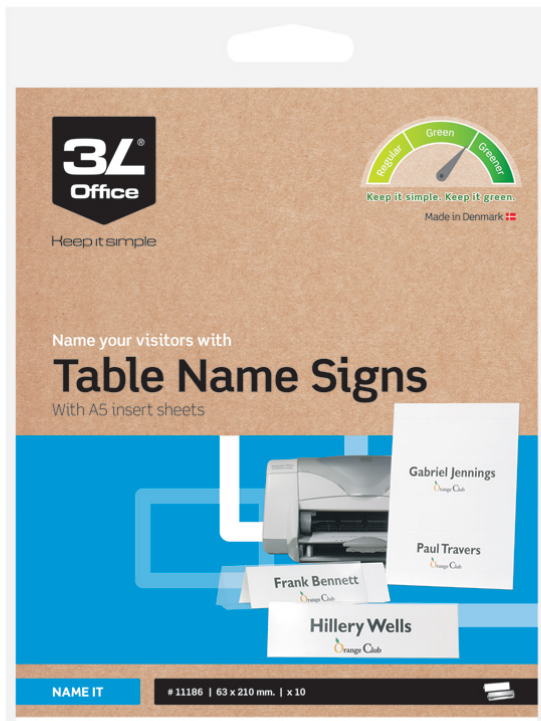 3L®
Office
Keep it simple
Regular
Green
Greener
Keep it simple. Keep it green.
Made in Denmark
Name your visitors with
Table Name Signs
With A5 insert sheets
Gabriel Jennings
Orange Club
Paul Travers
Orange Club
Frank Bennett
Orange Club
Hillery Wells
Orange Club
NAME IT
# 11186 | 63 x 210 mm. | x 10